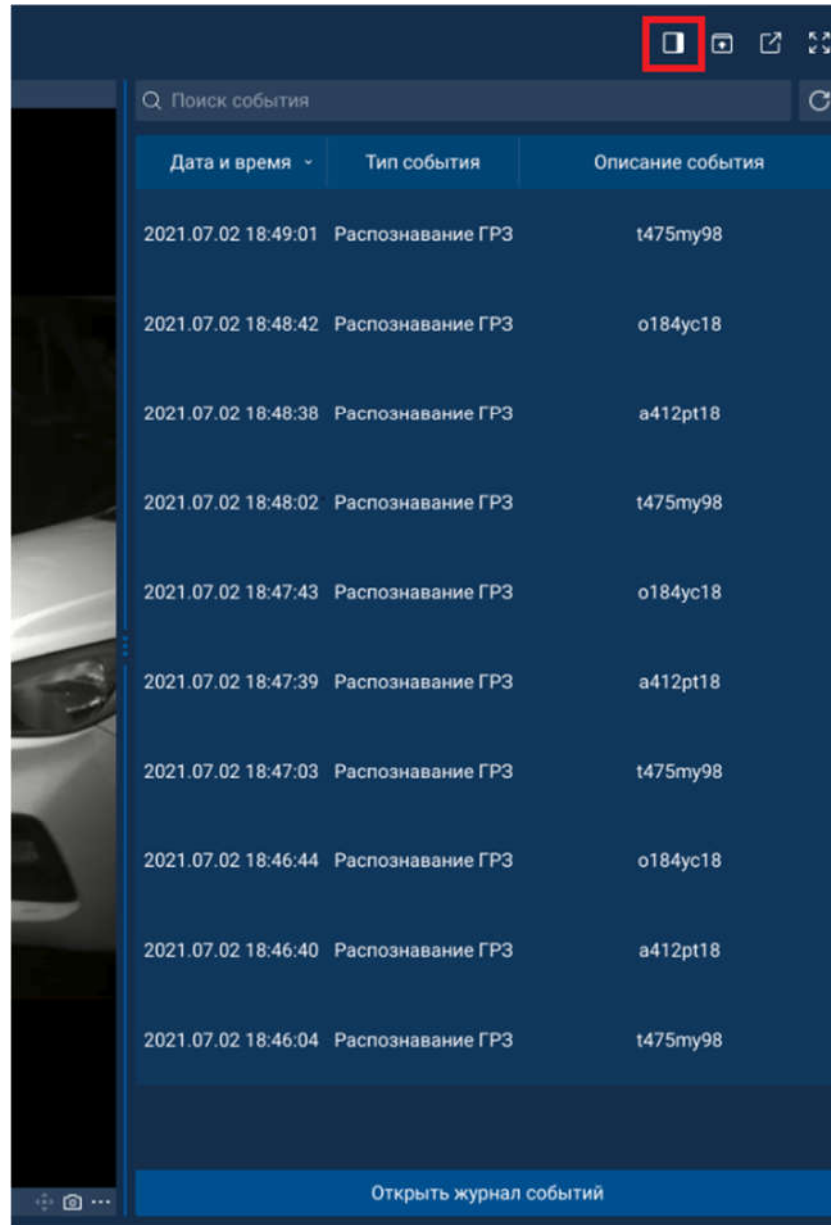 Поиск события
Дата и время Тип события Описание события
2021.07.02 18:49:01 Распознавание ГРЗ t475my98
2021.07.02 18:48:42 Распознавание ГРЗ o184yc18
2021.07.02 18:48:38 Распознавание ГРЗ a412pt18
2021.07.02 18:48:02 Распознавание ГРЗ t475my98
2021.07.02 18:47:43 Распознавание ГРЗ o184yc18
2021.07.02 18:47:39 Распознавание ГРЗ a412pt18
2021.07.02 18:47:03 Распознавание ГРЗ t475my98
2021.07.02 18:46:44 Распознавание ГРЗ o184yc18
2021.07.02 18:46:40 Распознавание ГРЗ a412pt18
2021.07.02 18:46:04 Распознавание ГРЗ t475my98
Открыть журнал событий